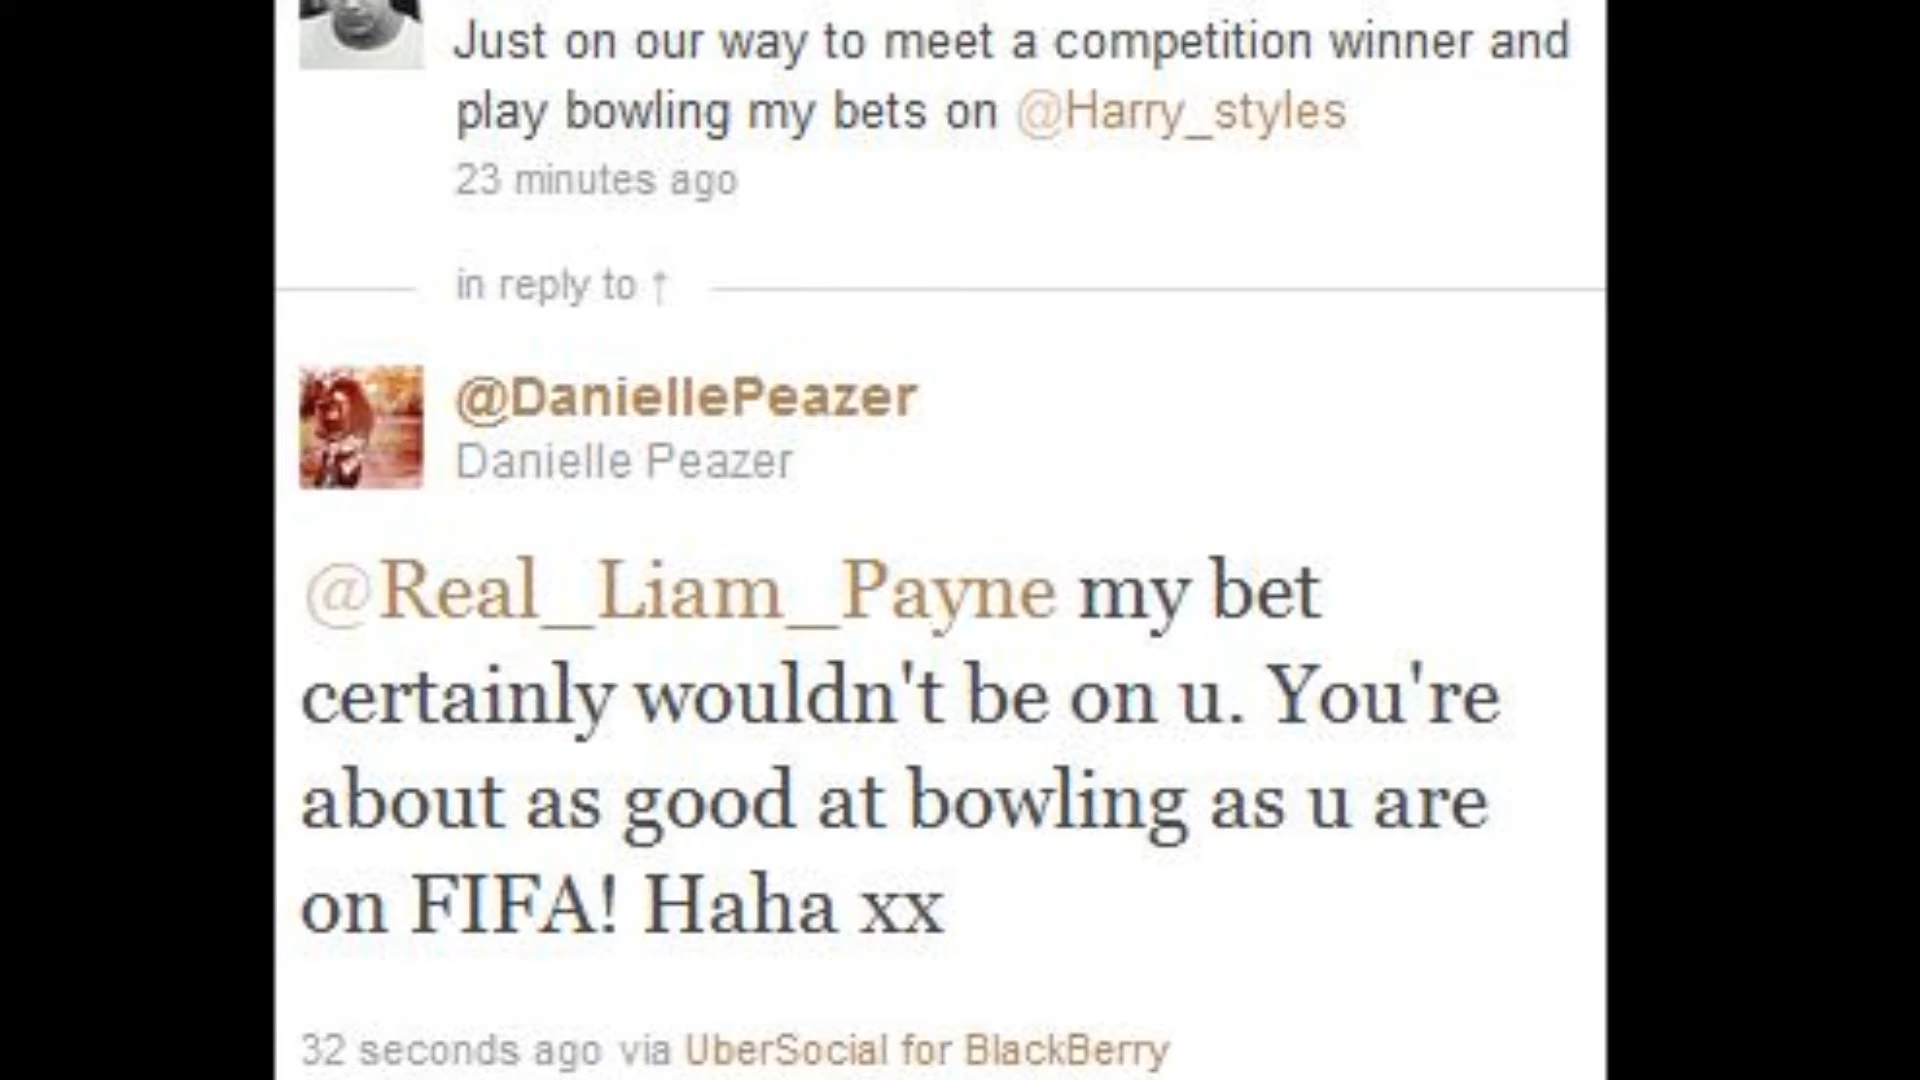 Just on our way to meet a competition winner and
play bowling my bets on @Harry_styles
23 minutes ago
in reply to ↑
@DaniellePeazer
Danielle Peazer
@Real_Liam_Payne my bet
certainly wouldn't be on u. You're
about as good at bowling as u are
on FIFA! Haha xx
32 seconds ago via UberSocial for BlackBerry